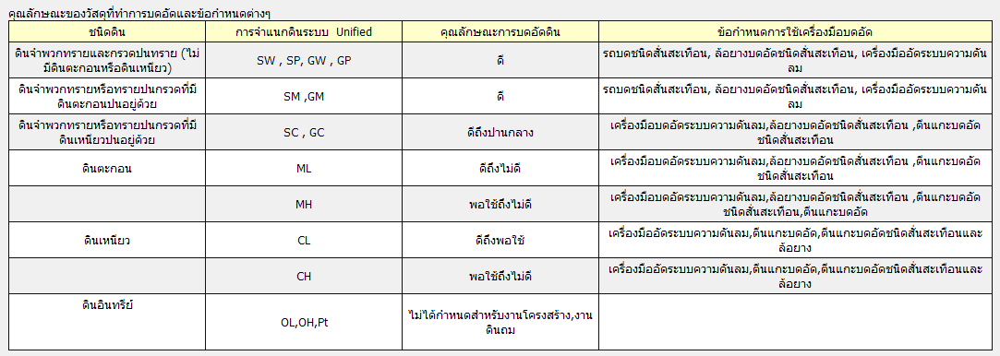 คุณลักษณะของวัสดุที่ทำการบดอัดและข้อกำหนดต่างๆ
ชนิดดิน การจำแนกดินระบบ Unified คุณลักษณะการบดอัดดิน ข้อกำหนดการใช้เครื่องมือบดอัด
ดินจำพวกทรายและกรวดปนทราย (ไม่
มีดินตะกอนหรือดินเหนียว)
SW , SP, GW , GP
ดี
รถบดชนิดสั่นสะเทือน, ล้อยางบดอัดชนิดสั่นสะเทือน, เครื่องมืออัดระบบความดัน
ลม
ดินจำพวกทรายหรือทรายปนกรวดที่มี
ดินตะกอนปนอยู่ด้วย
SM ,GM
ดี
รถบดชนิดสั่นสะเทือน, ล้อยางบดอัดชนิดสั่นสะเทือน, เครื่องมืออัดระบบความดัน
ลม
ดินจำพวกทรายหรือทรายปนกรวดที่มี
ดินเหนียวปนอยู่ด้วย
SC , GC
ดีถึงปานกลาง
เครื่องมือบดอัดระบบความดันลม,ล้อยางบดอัดชนิดสั่นสะเทือน ,ตีนแกะบดอัด
ชนิดสั่นสะเทือน
ดินตะกอน
ML
ดีถึงไม่ดี
เครื่องมือบดอัดระบบความดันลม,ล้อยางบดอัดชนิดสั่นสะเทือน ,ตีนแกะบดอัด
ชนิดสั่นสะเทือน
MH
พอใช้ถึงไม่ดี
เครื่องมือบดอัดระบบความดันลม,ล้อยางบดอัดชนิดสั่นสะเทือน ,ตีนแกะบดอัด
ชนิดสั่นสะเทือน,ตีนแกะบดอัด
ดินเหนียว
CL
ดีถึงพอใช้
เครื่องมืออัดระบบความดันลม,ตีนแกะบดอัด,ตีนแกะบดอัดชนิดสั่นสะเทือนและ
ล้อยาง
CH
พอใช้ถึงไม่ดี
เครื่องมืออัดระบบความดันลม,ตีนแกะบดอัด,ตีนแกะบดอัดชนิดสั่นสะเทือนและ
ล้อยาง
ดินอินทรีย์
OL,OH,Pt
ไม่ได้กำหนดสำหรับงานโครงสร้าง,งาน
ดินถม